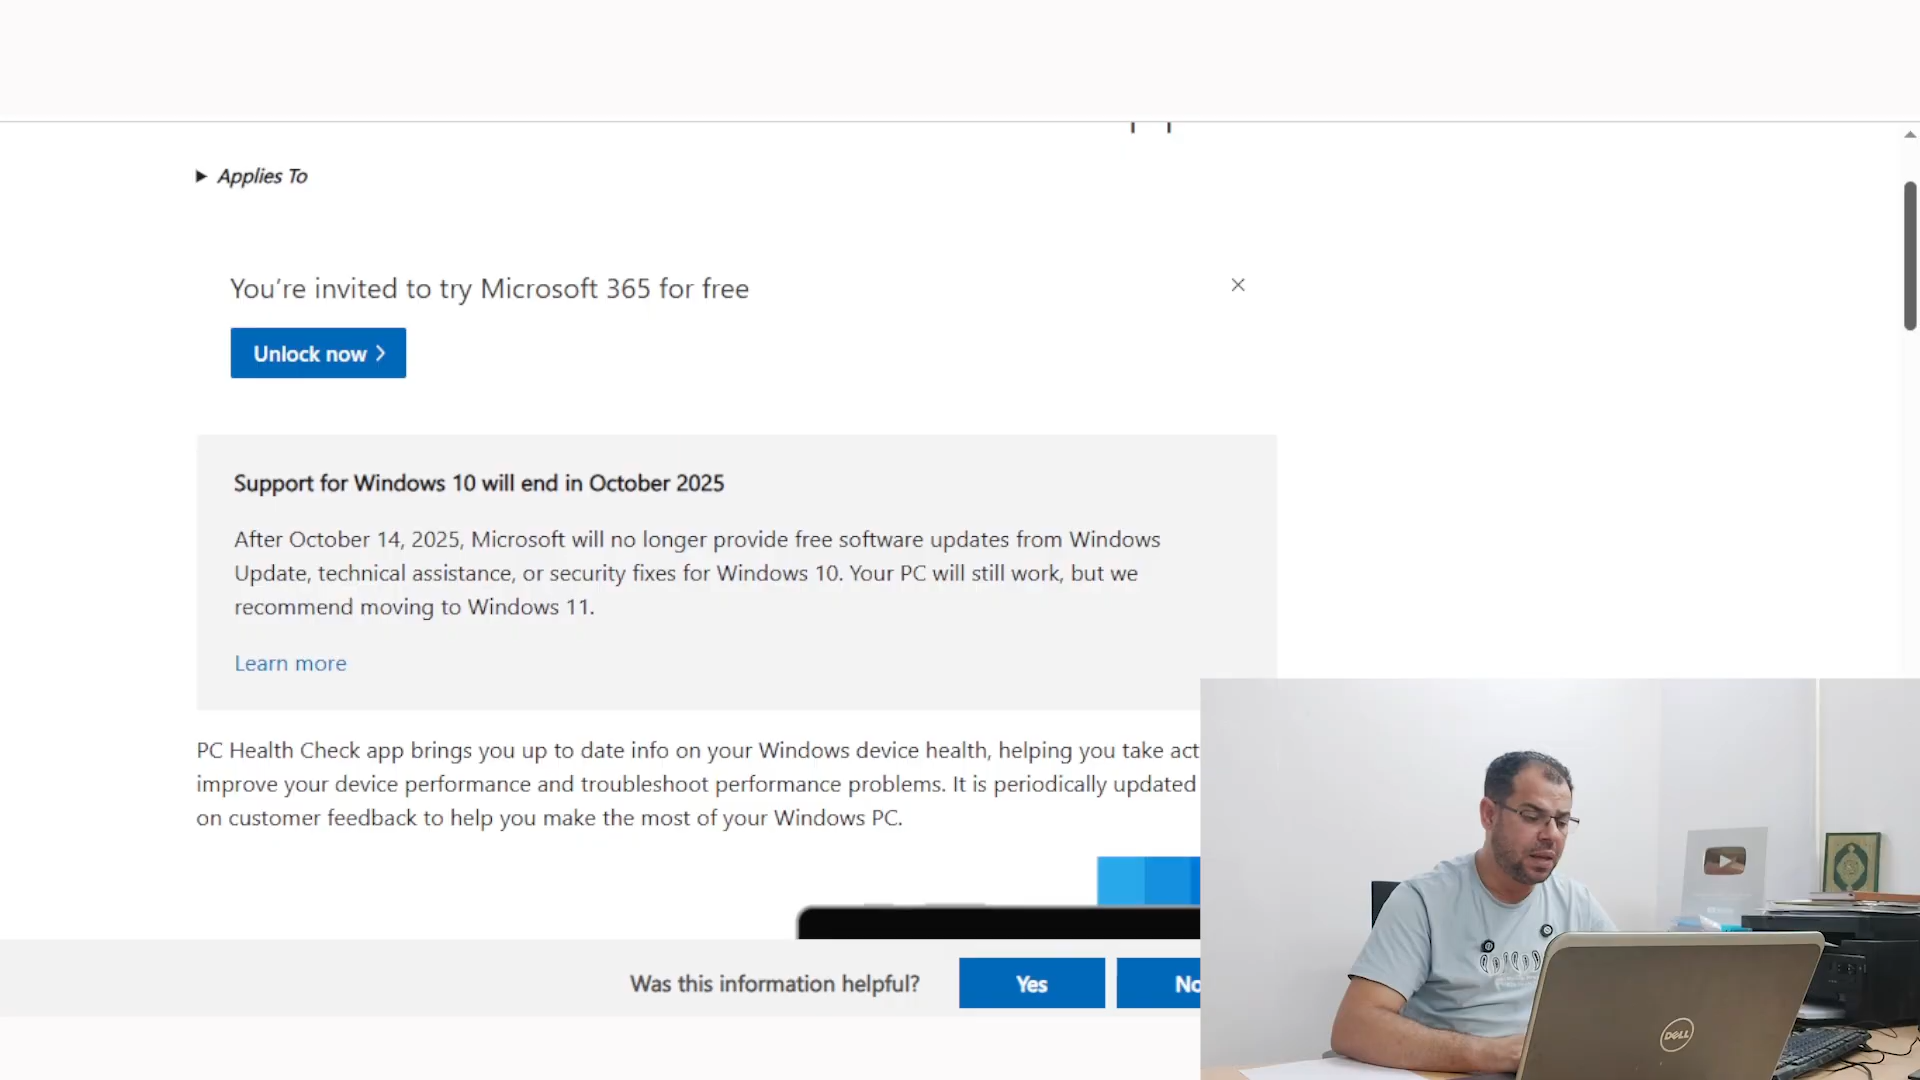 Applies To
You're invited to try Microsoft 365 for free
Unlock now
Support for Windows 10 will end in October 2025
After October 14, 2025, Microsoft will no longer provide free software updates from Windows
Update, technical assistance, or security fixes for Windows 10. Your PC will still work, but we
recommend moving to Windows 11.
Learn more
PC Health Check app brings you up to date info on your Windows device health, helping you take
improve your device performance and troubleshoot performance problems. It is periodically updated
on customer feedback to help you make the most of your Windows PC.
Was this information helpful?
Yes
No
DELL